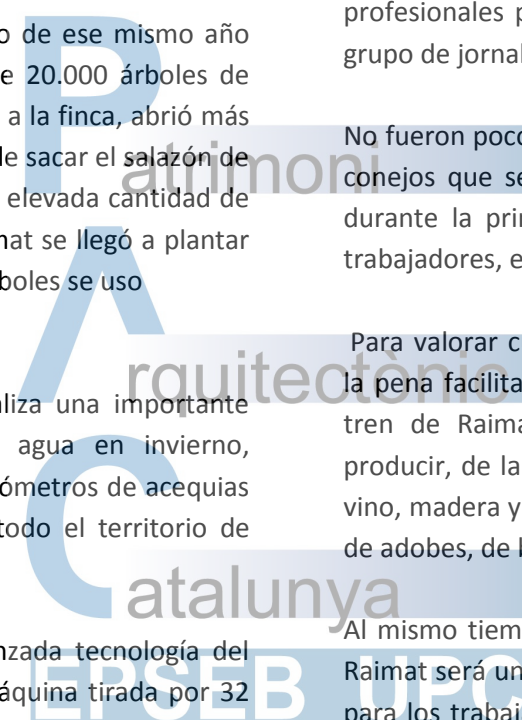 o de ese mismo año
e 20.000 árboles de
a la finca, abrió más
le sacar el salazón de
elevada cantidad de
nat se llegó a plantar
boles se uso
aliza una importante
agua en invierno,
ómetros de acequias
todo el territorio de
nzada tecnología del
áquina tirada por 32
profesionales p
grupo de jornal
No fueron poco
conejos que se
durante la prin
trabajadores, e
Para valorar c
la pena facilita
tren de Raima
producir, de la
vino, madera y
de adobes, de b
Al mismo tiem
Raimat será un
para los trabaj
Patrimoni
Arquitectònic
Catalunya
EPSEB UPC